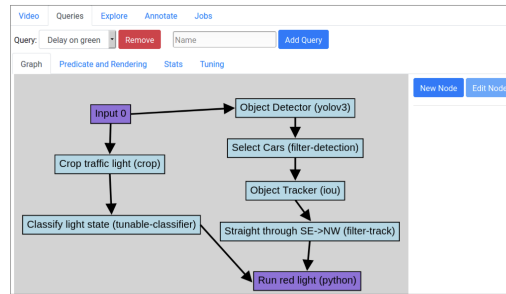 Video Queries Explore Annotate Jobs
Query: Delay on green Remove Name Add Query
Graph Predicate and Rendering Stats Tuning
New Node Edit Node
Input 0
Object Detector (yolov3)
Crop traffic light (crop)
Select Cars (filter-detection)
Object Tracker (iou)
Classify light state (tunable-classifier)
Straight through SE->NW (filter-track)
Run red light (python)